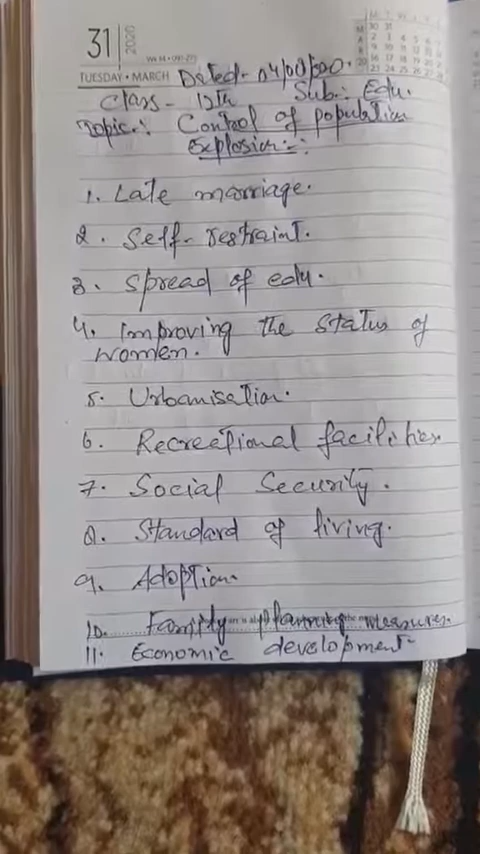 31
2020
TUESDAY • MARCH Dated- 04/08/200.
Class - 12th Sub:- Edu.
Topic:- Control of population
Explosion:-
1. Late marriage.
2. Self-restraint.
3. Spread of edu.
4. Improving the status of
women.
5. Urbanisation.
6. Recreational facilities.
7. Social Security.
8. Standard of living.
9. Adoption
10. Family planning measures.
11. Economic development